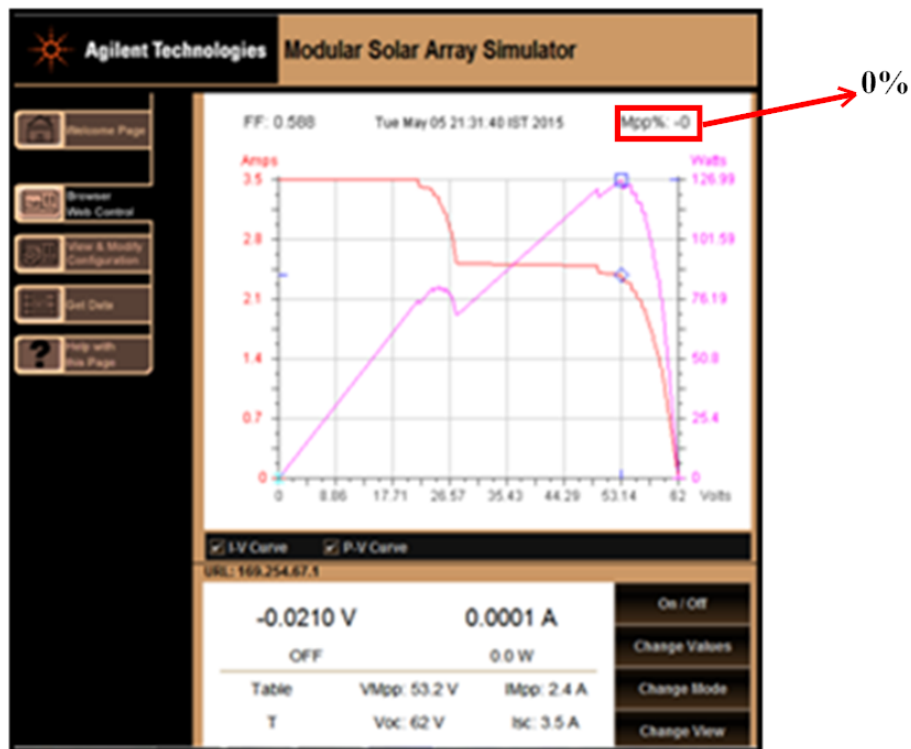 Agilent Technologies
Modular Solar Array Simulator
0%
Welcome Page
Browser
Web Control
View & Modify
Configuration
Get Data
Help with
this Page
FF: 0.588
Tue May 05 21:31:40 IST 2015
Mpp%: -0
Amps
Watts
3.5
126.99
2.8
101.59
2.1
76.19
1.4
50.8
0.7
25.4
0
0
0 8.86 17.71 26.57 35.43 44.29 53.14 62 Volts
I-V Curve
P-V Curve
URL: 169.254.67.1
-0.0210 V
0.0001 A
OFF
0.0 W
Table
VMpp: 53.2 V
IMpp: 2.4 A
T
Voc: 62 V
Isc: 3.5 A
On / Off
Change Values
Change Mode
Change View